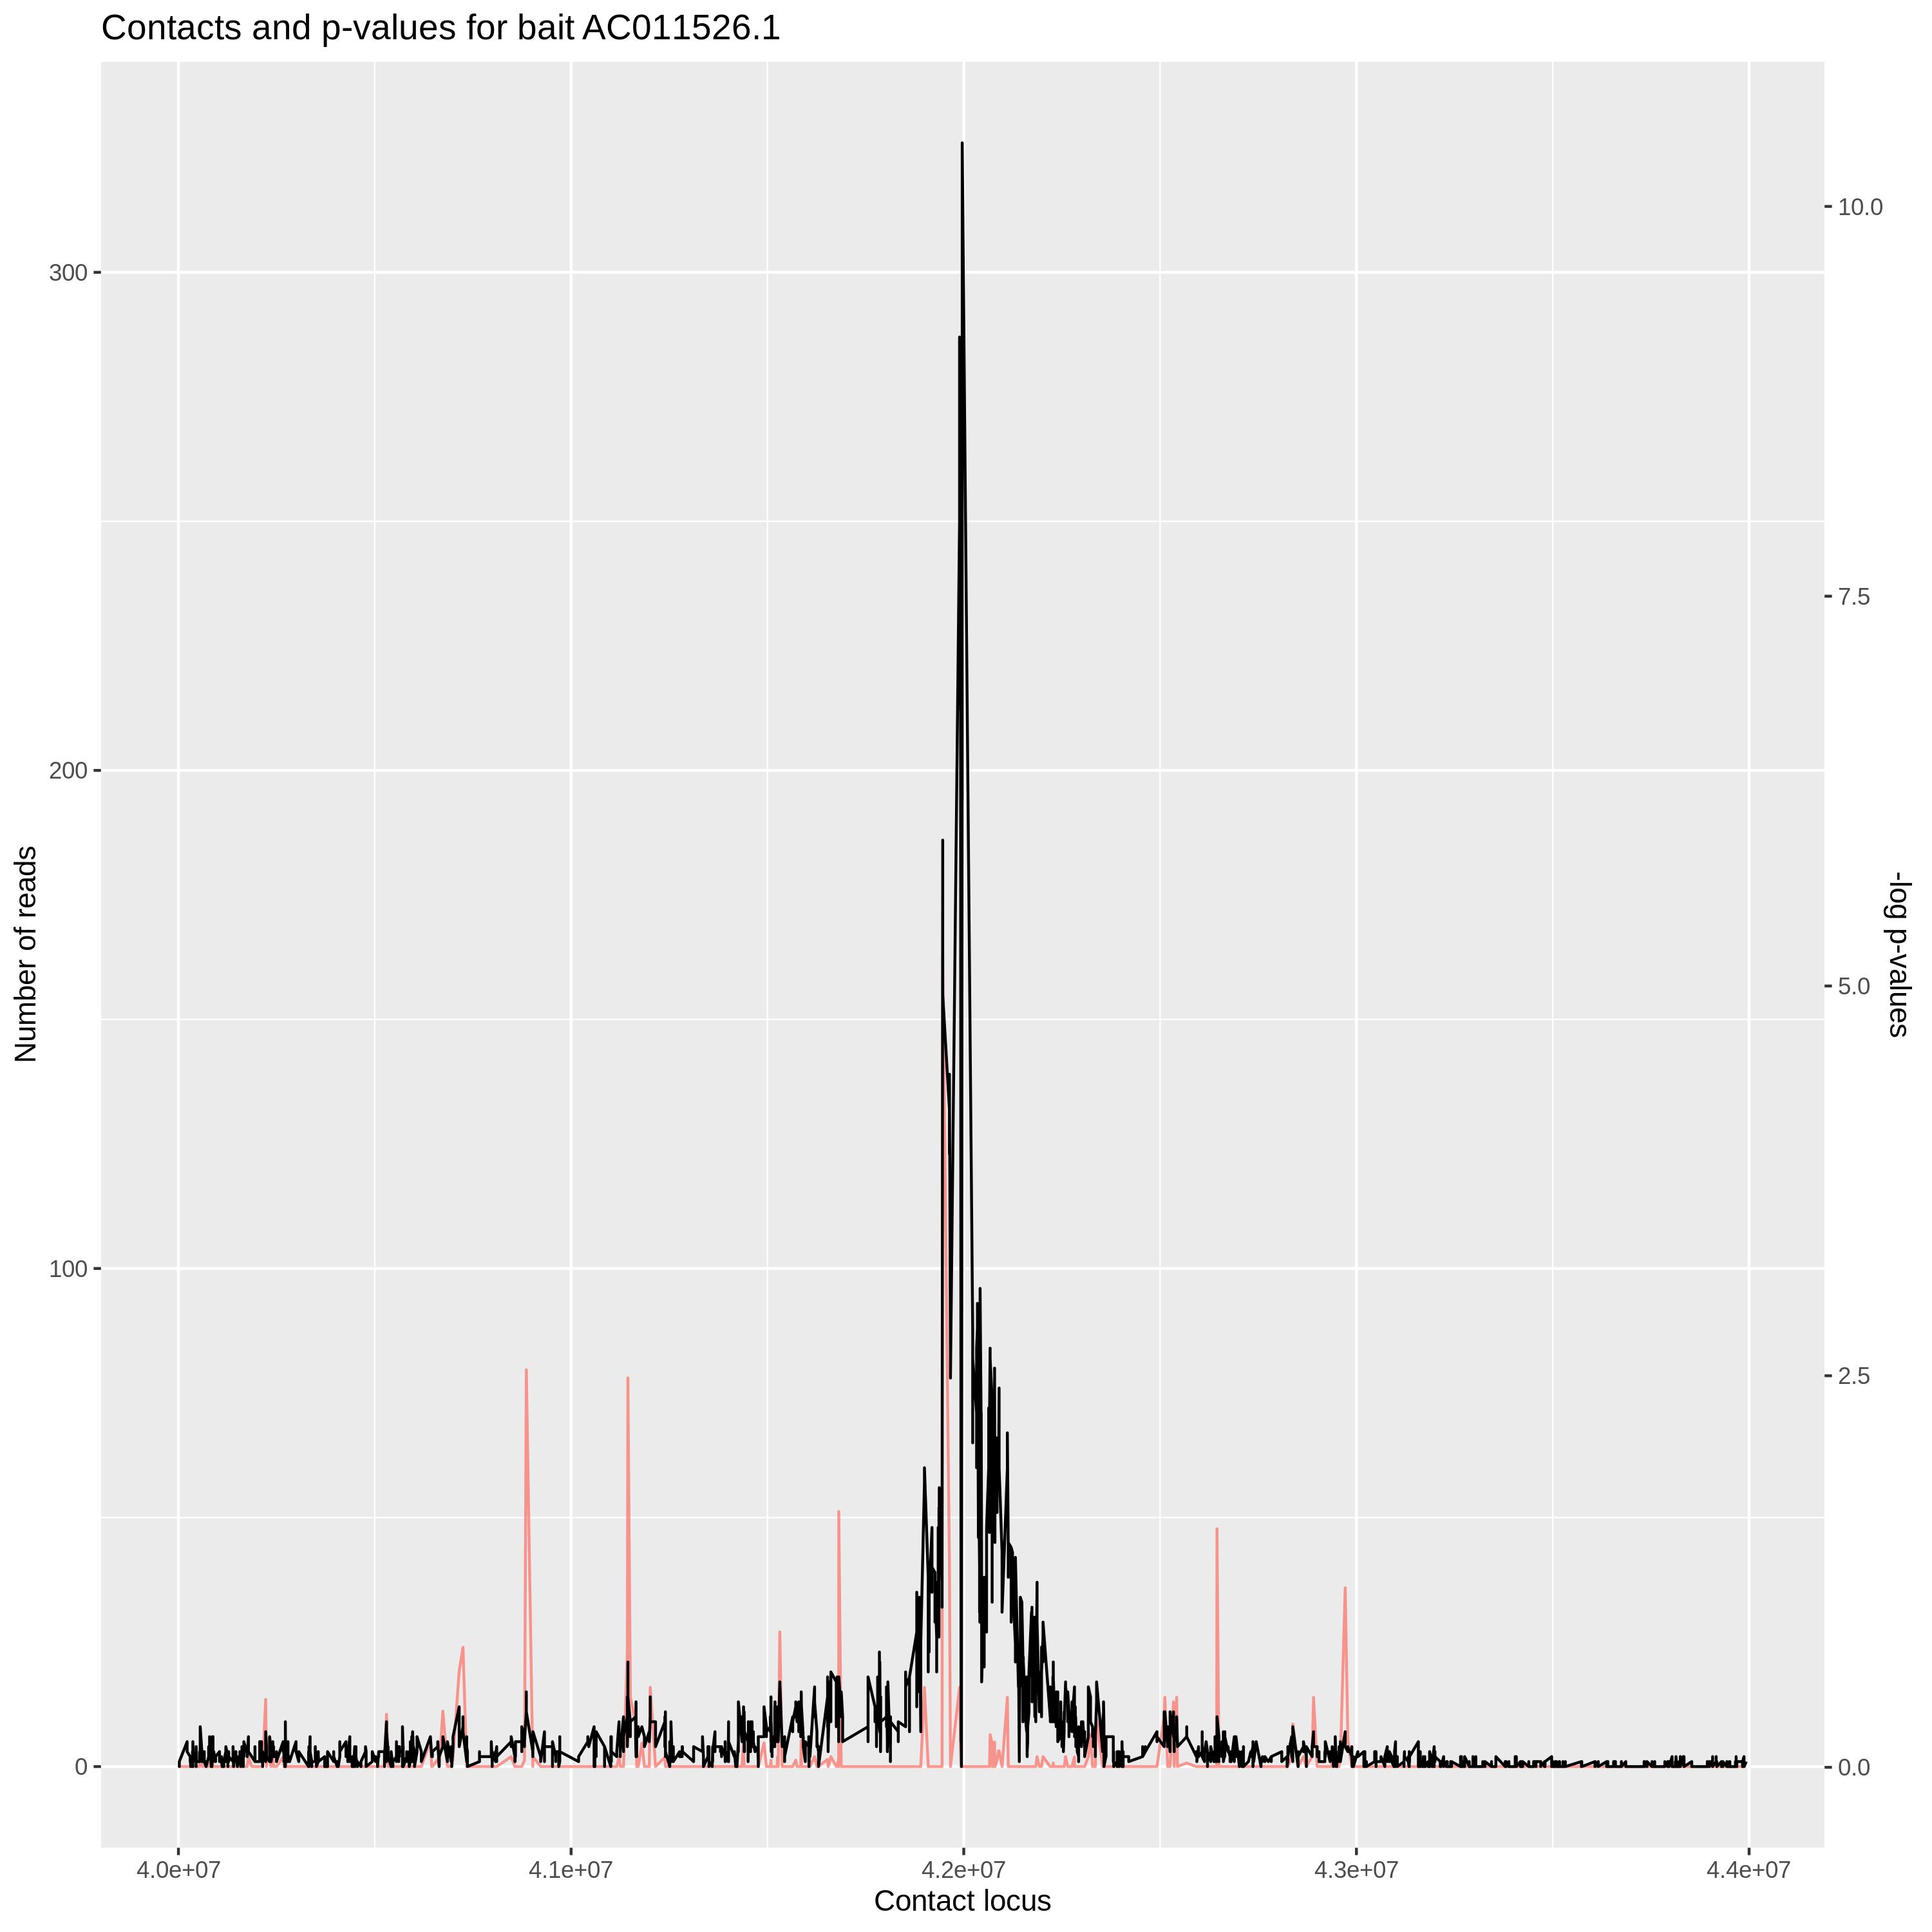 Contacts and p-values for bait AC011526.1
Number of reads
300
200
100
0
10.0
7.5
5.0
2.5
0.0
-log p-values
4.0e+07
4.1e+07
4.2e+07
4.3e+07
4.4e+07
Contact locus